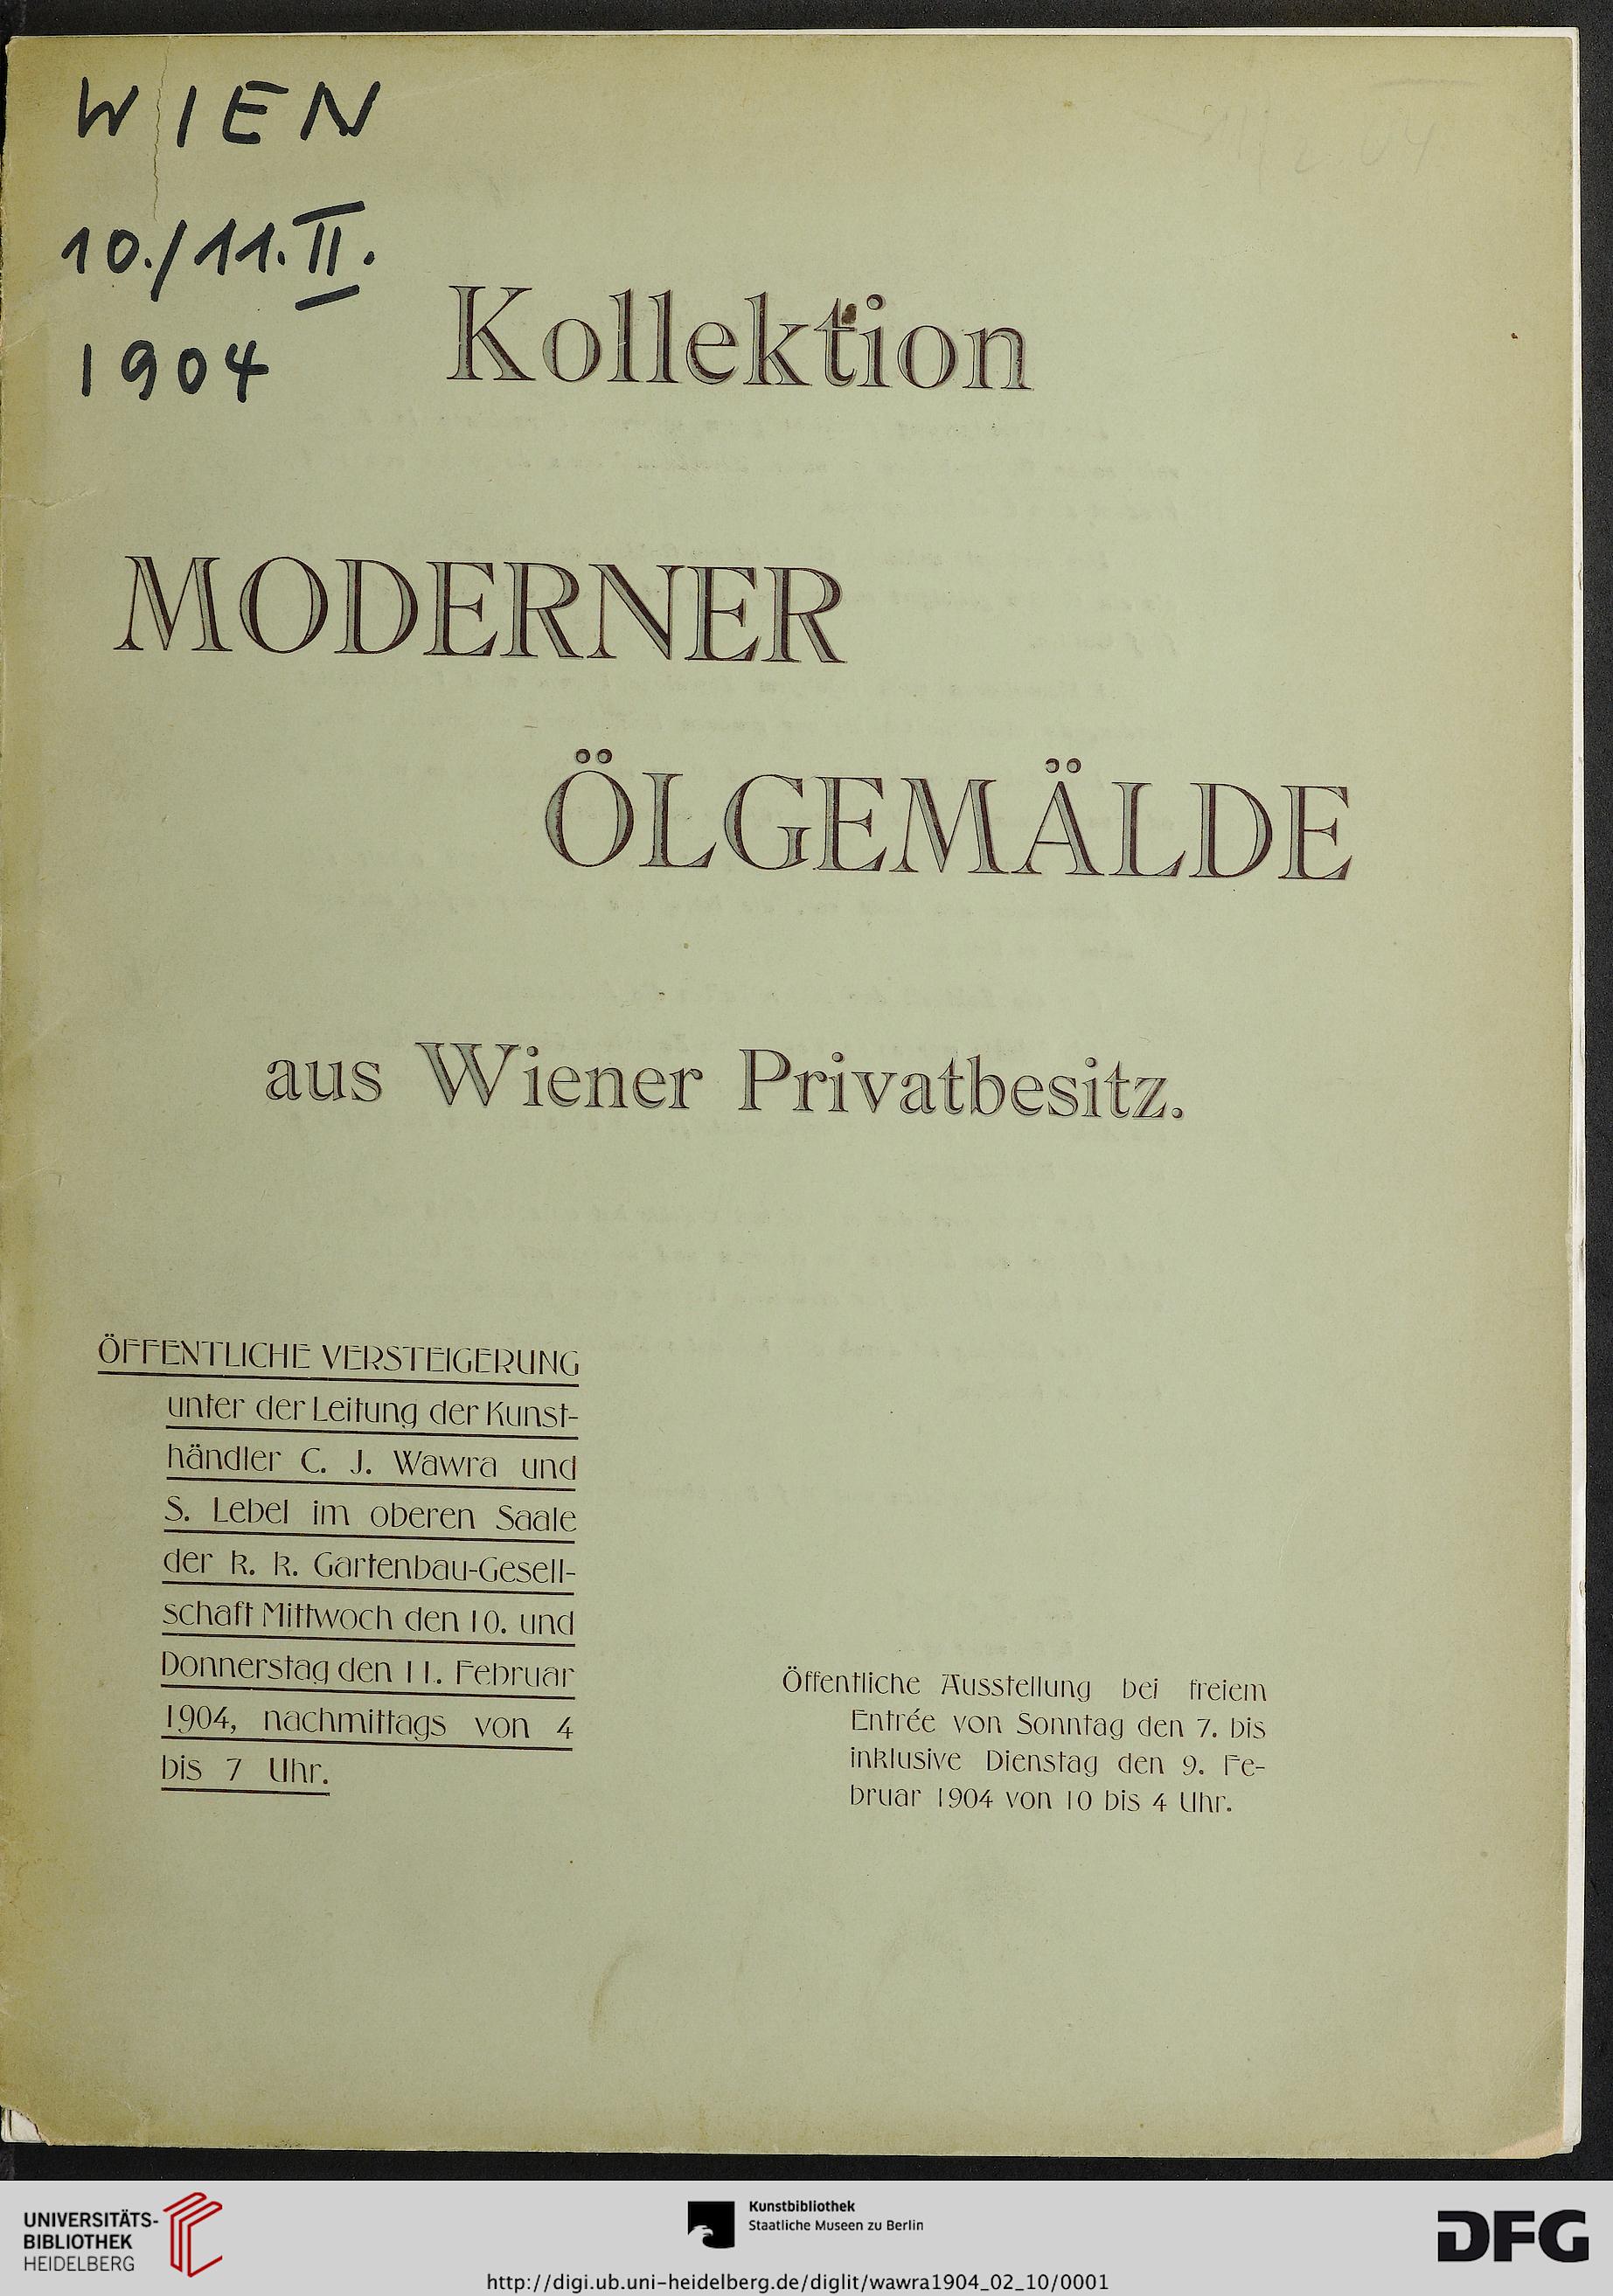 WIEN
10./11.II.
1904
Kollektion
MODERNER
ÖLGEMÄLDE
aus Wiener Privatbesitz.
ÖFFENTLICHE VERSTEIGERUNG
unter der Leitung der Kunst-
händler C. J. Wawra und
S. Lebel im oberen Saale
der k. k. Gartenbau-Gesell-
schaft Mittwoch den 10. und
Donnerstag den 11. Februar
1904, nachmittags von 4
bis 7 Uhr.
Öffentliche Ausstellung bei freiem
Entrée von Sonntag den 7. bis
inklusive Dienstag den 9. Fe-
bruar 1904 von 10 bis 4 Uhr.
UNIVERSITÄTS-
BIBLIOTHEK
HEIDELBERG
Kunstbibliothek
Staatliche Museen zu Berlin
DFG
http://digi.ub.uni-heidelberg.de/diglit/wawra1904_02_10/0001